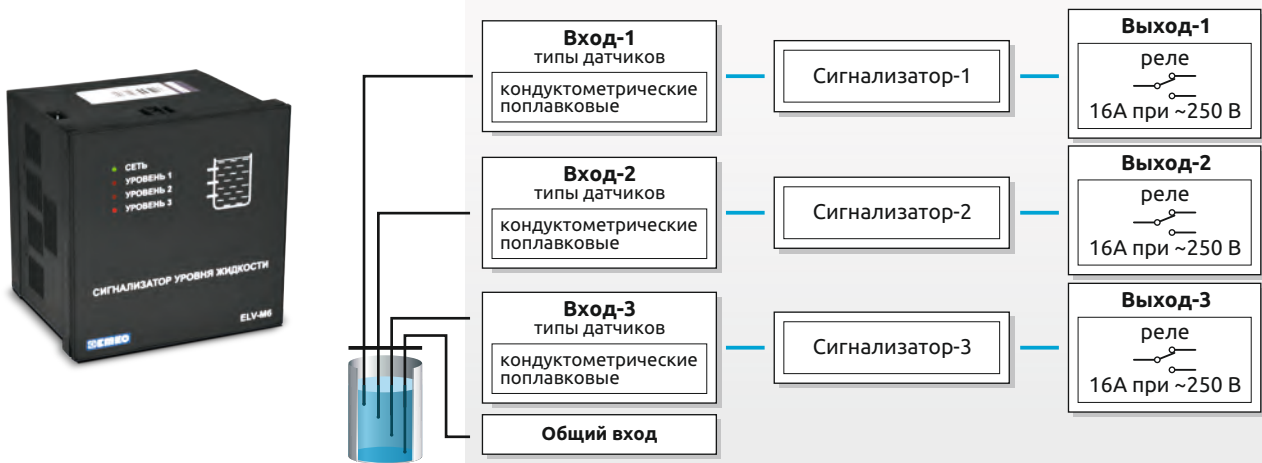 СЕТЬ
УРОВЕНЬ 1
УРОВЕНЬ 2
УРОВЕНЬ 3
СИГНАЛИЗАТОР УРОВНЯ ЖИДКОСТИ
ELV-M6
Вход-1
типы датчиков
кондуктометрические
поплавковые
Сигнализатор-1
Выход-1
реле
16А при ~250 В
Вход-2
типы датчиков
кондуктометрические
поплавковые
Сигнализатор-2
Выход-2
реле
16А при ~250 В
Вход-3
типы датчиков
кондуктометрические
поплавковые
Сигнализатор-3
Выход-3
реле
16А при ~250 В
Общий вход